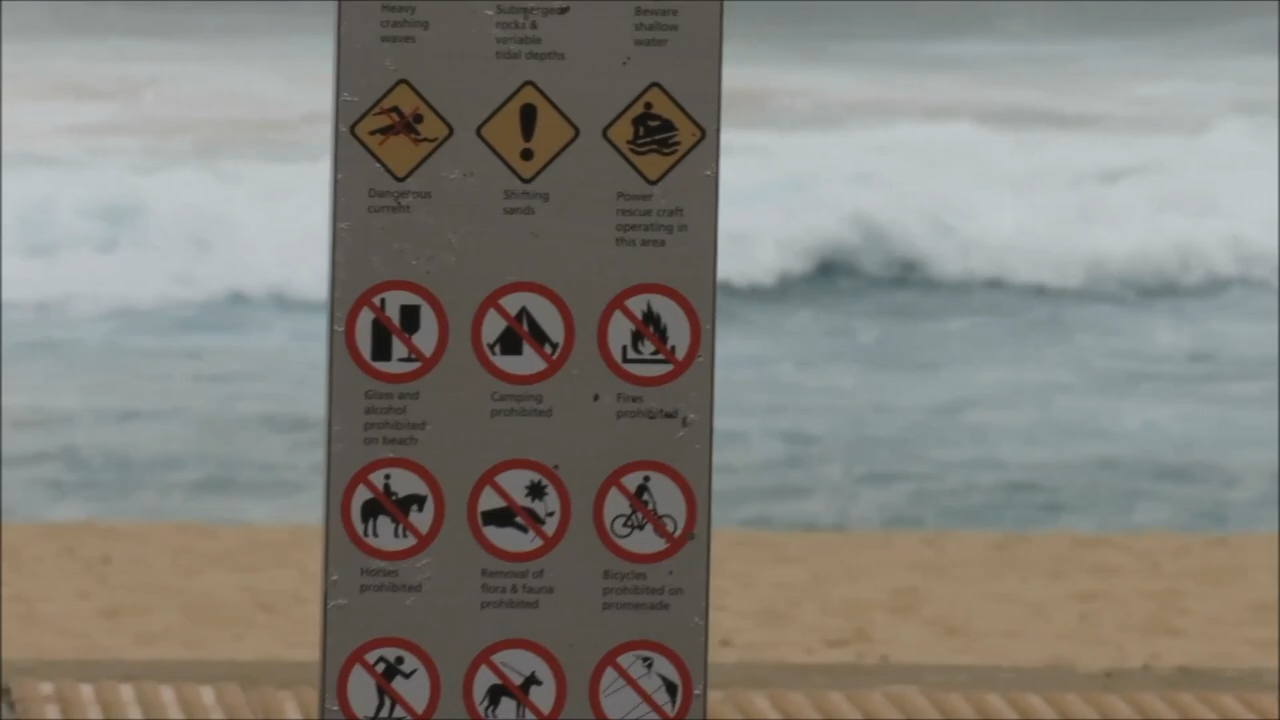 Heavy
crashing
waves
Submerged
rocks &
variable
tidal depths
Beware
shallow
water
Dangerous
current
Shifting
sands
Power
rescue craft
operating in
this area
Glass and
alcohol
prohibited
on beach
Camping
prohibited
Fires
prohibited
Horses
prohibited
Removal of
flora & fauna
prohibited
Bicycles
prohibited on
promenade